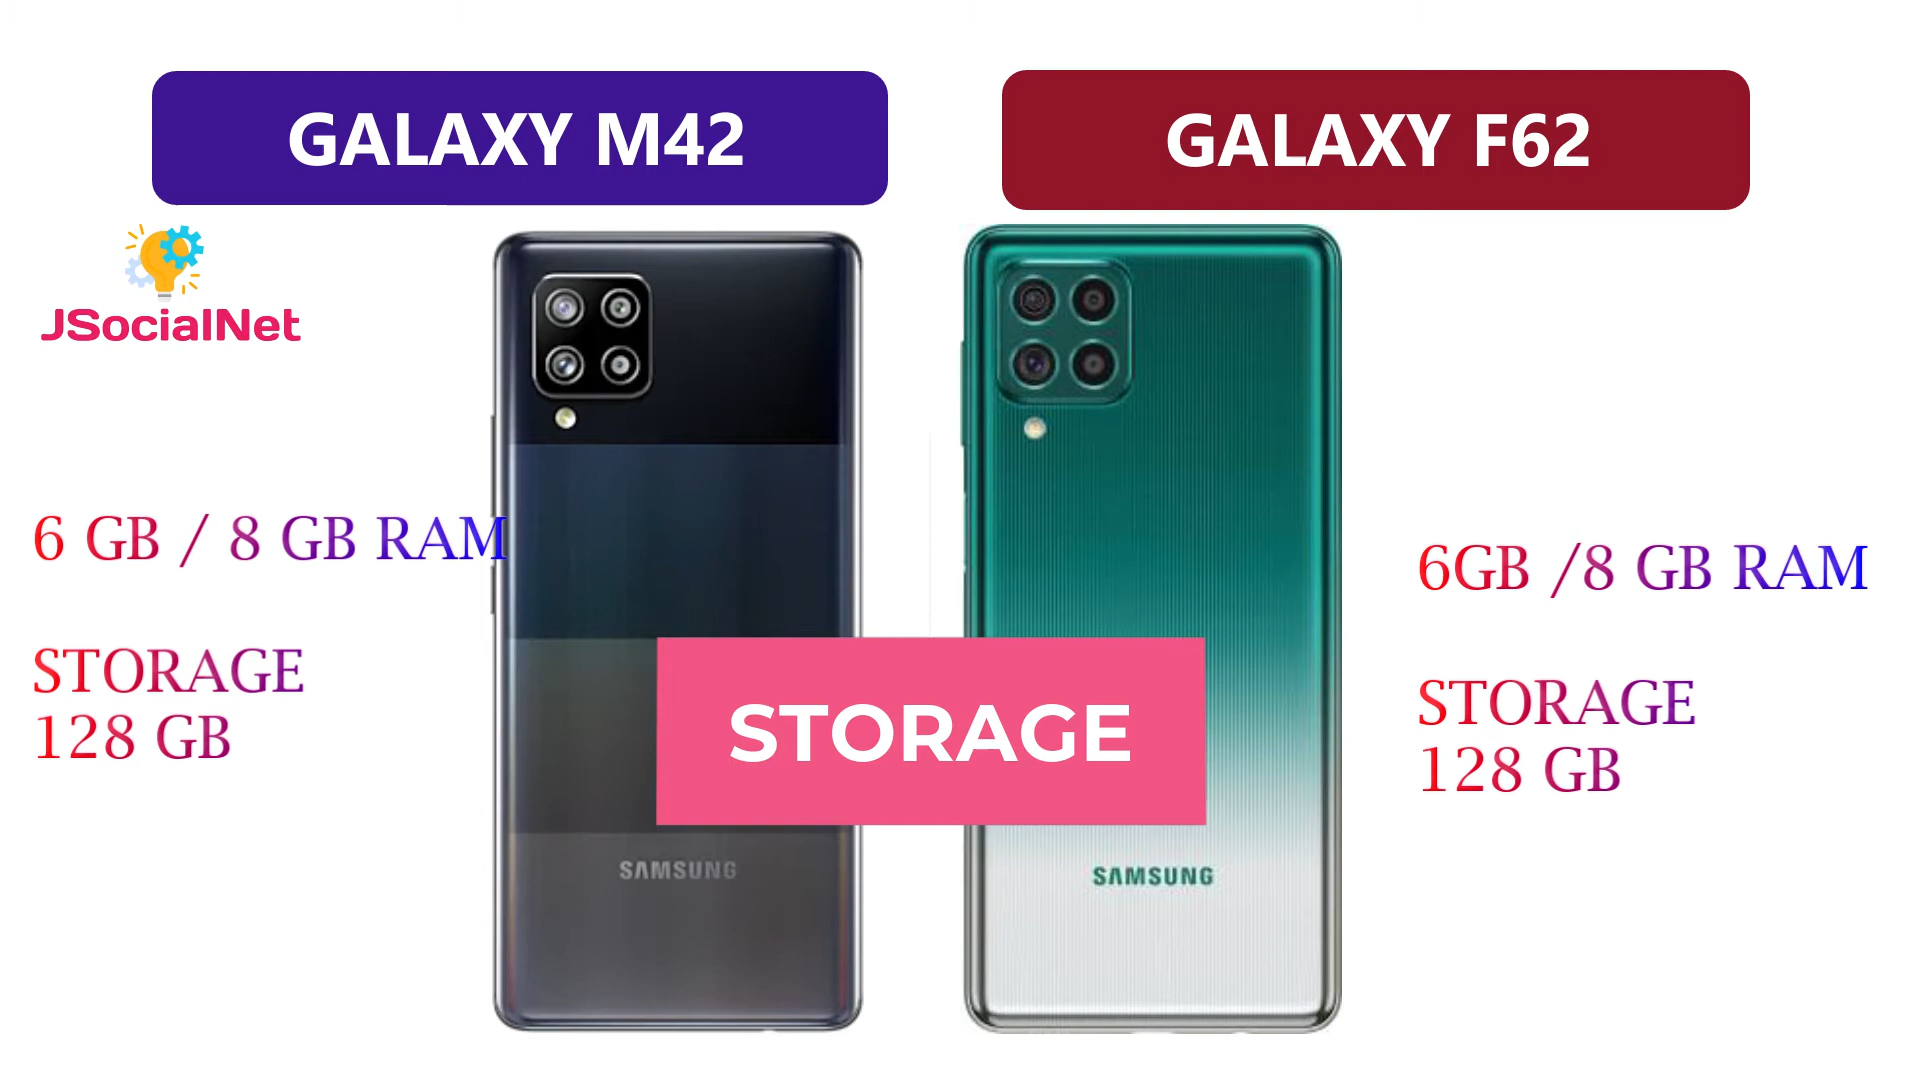 GALAXY M42
GALAXY F62
JSocialNet
6 GB / 8 GB RAM
STORAGE
128 GB
6GB /8 GB RAM
STORAGE
128 GB
STORAGE
SAMSUNG
SAMSUNG